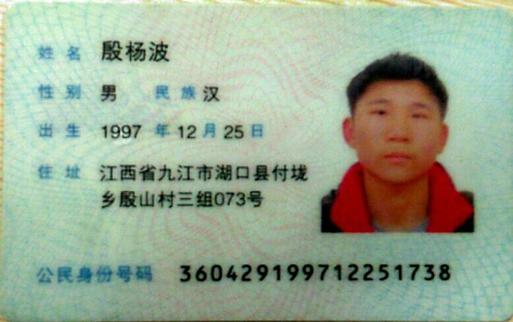 姓名 殷杨波
性别 男 民族 汉
出生 1997 年 12 月 25 日
住址 江西省九江市湖口县付垅
乡殷山村三组073号
公民身份号码 360429199712251738